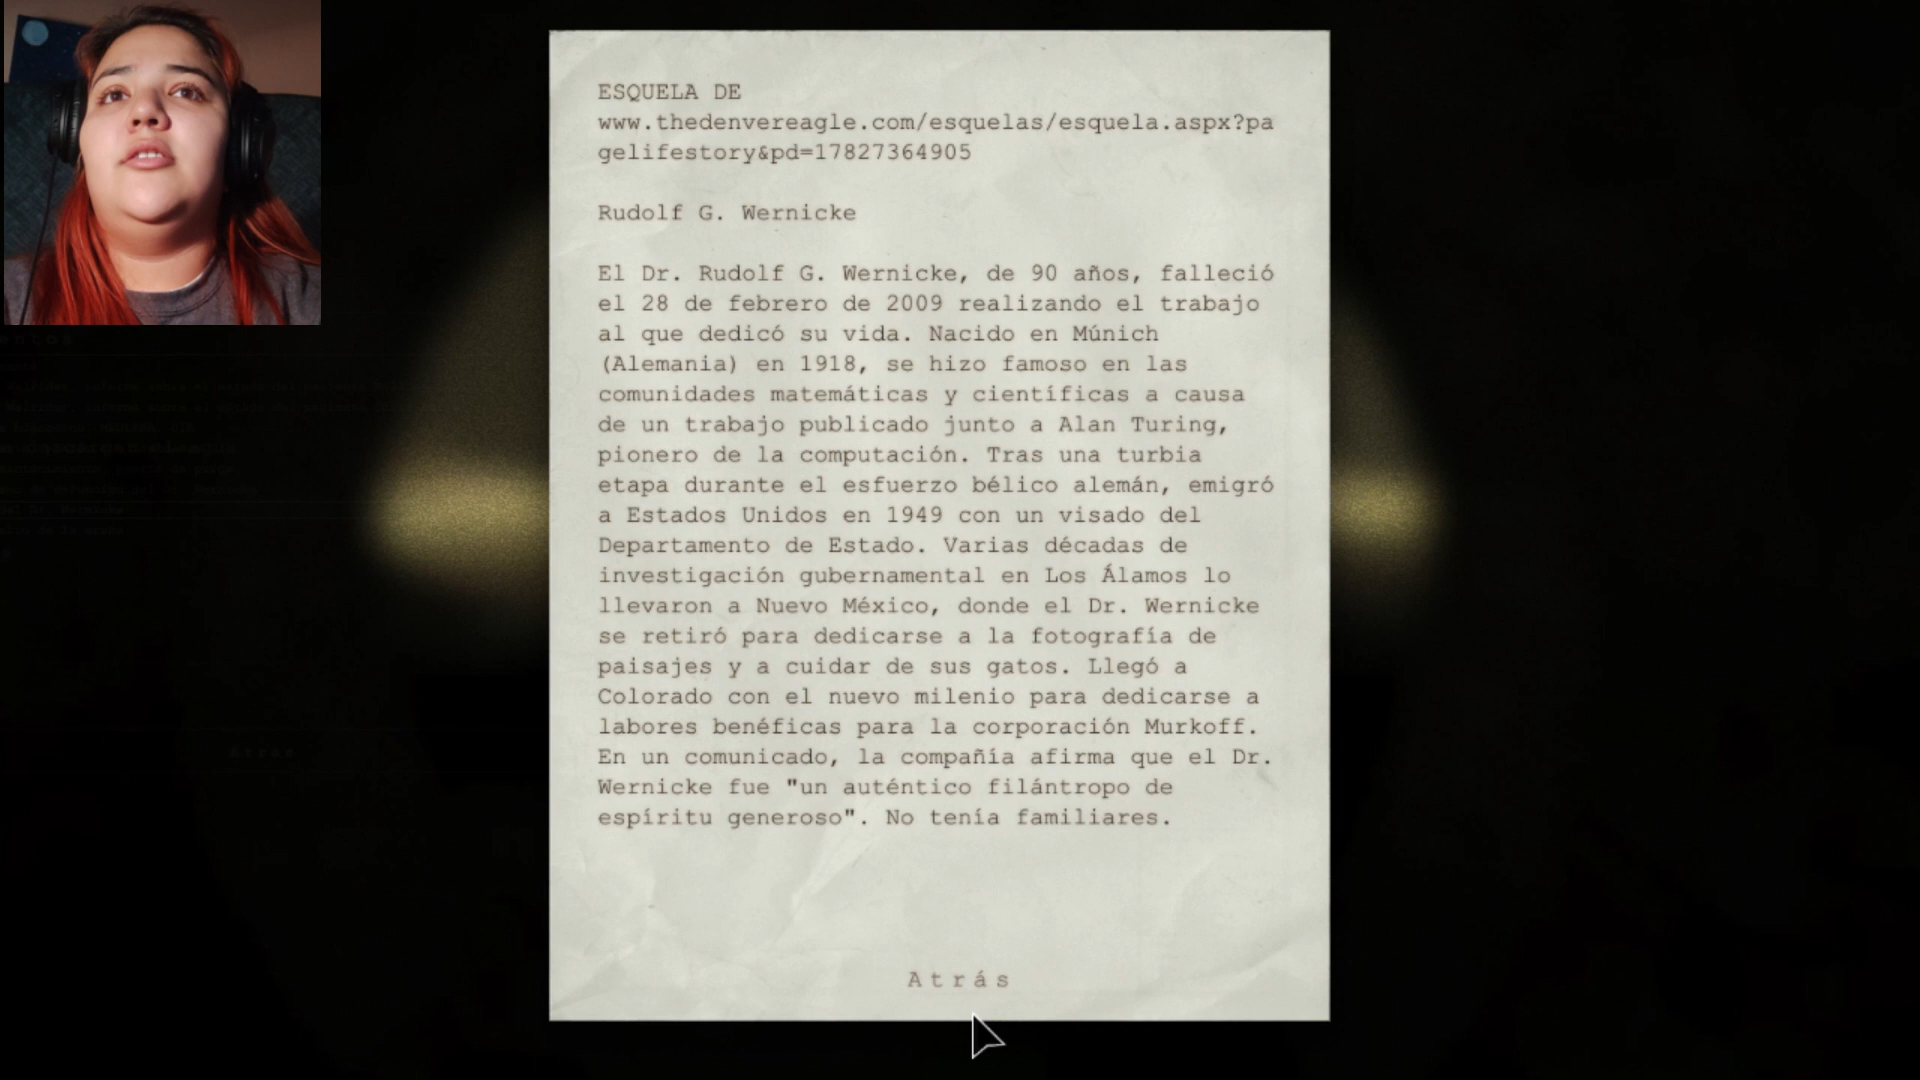 ESQUELA DE
www.thedenvereagle.com/esquelas/esquela.aspx?pa
gelifestory&pd=17827364905
Rudolf G. Wernicke
El Dr. Rudolf G. Wernicke, de 90 años, falleció
el 28 de febrero de 2009 realizando el trabajo
al que dedicó su vida. Nacido en Múnich
(Alemania) en 1918, se hizo famoso en las
comunidades matemáticas y científicas a causa
de un trabajo publicado junto a Alan Turing,
pionero de la computación. Tras una turbia
etapa durante el esfuerzo bélico alemán, emigró
a Estados Unidos en 1949 con un visado del
Departamento de Estado. Varias décadas de
investigación gubernamental en Los Álamos lo
llevaron a Nuevo México, donde el Dr. Wernicke
se retiró para dedicarse a la fotografía de
paisajes y a cuidar de sus gatos. Llegó a
Colorado con el nuevo milenio para dedicarse a
labores benéficas para la corporación Murkoff.
En un comunicado, la compañía afirma que el Dr.
Wernicke fue "un auténtico filántropo de
espíritu generoso". No tenía familiares.
Atrás